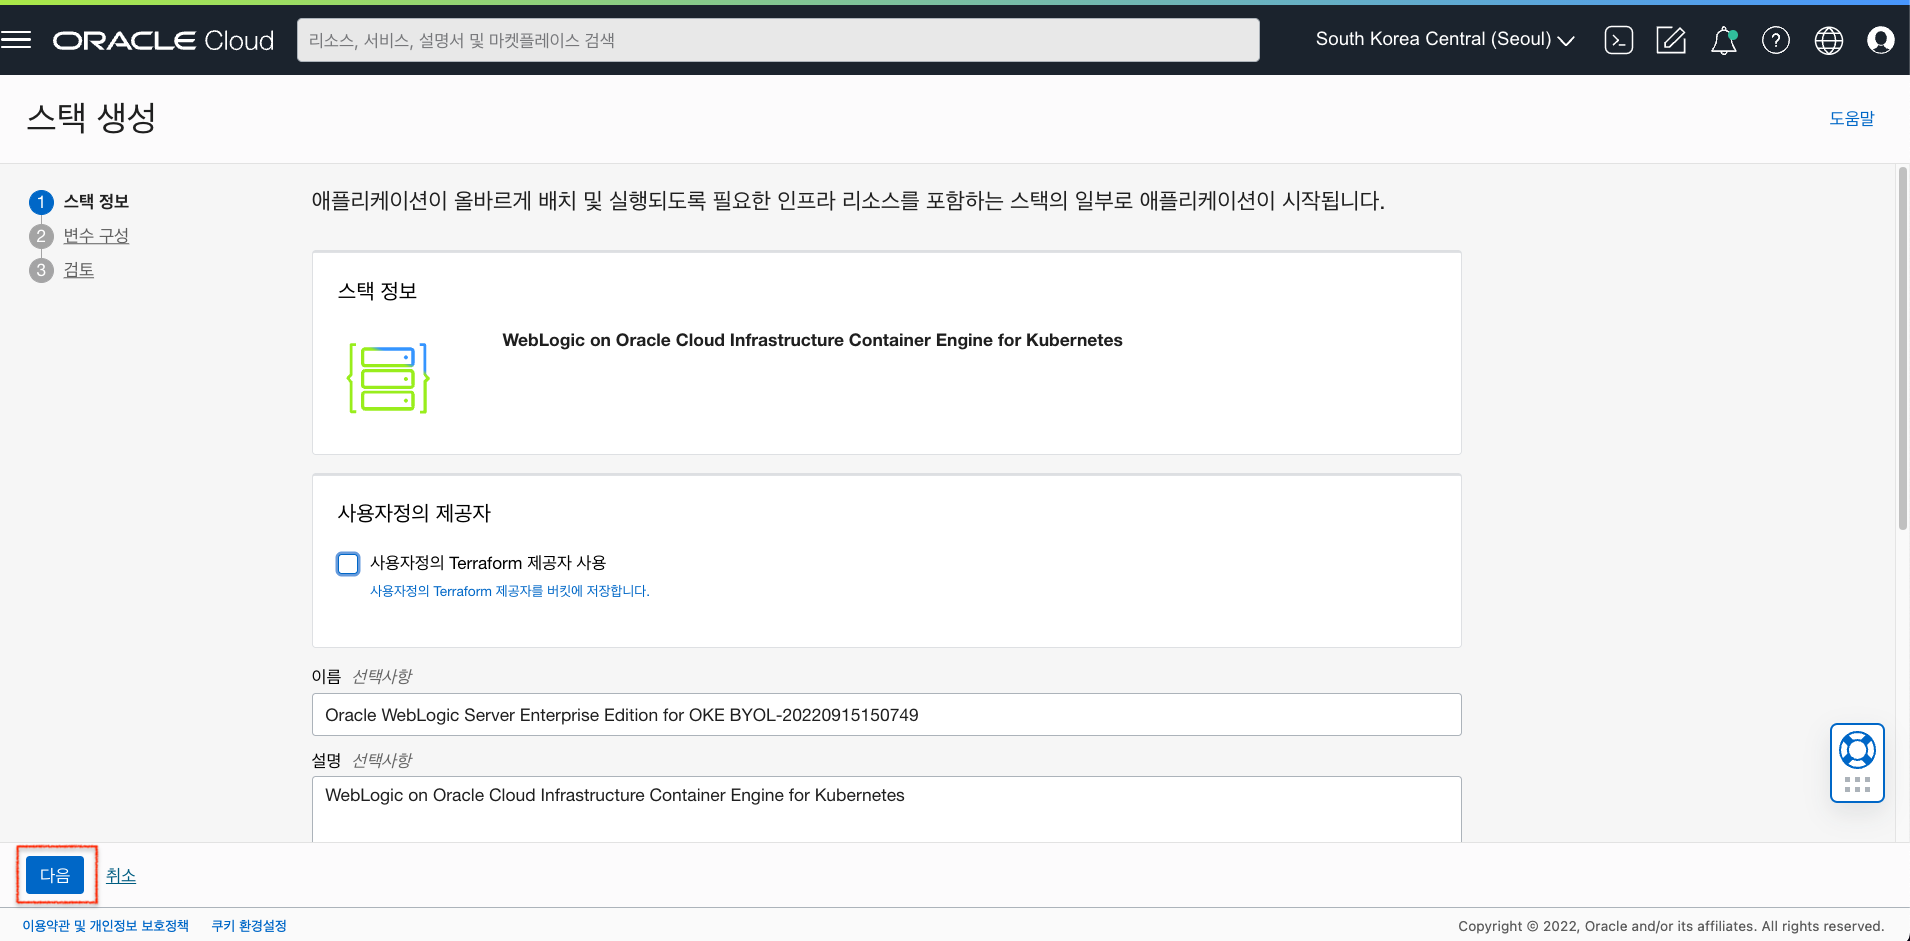 ORACLE Cloud
리소스, 서비스, 설명서 및 마켓플레이스 검색
South Korea Central (Seoul)
스택 생성
도움말
1 스택 정보
2 변수 구성
3 검토
애플리케이션이 올바르게 배치 및 실행되도록 필요한 인프라 리소스를 포함하는 스택의 일부로 애플리케이션이 시작됩니다.
스택 정보
WebLogic on Oracle Cloud Infrastructure Container Engine for Kubernetes
사용자정의 제공자
사용자정의 Terraform 제공자 사용
사용자정의 Terraform 제공자를 버킷에 저장합니다.
이름 선택사항
Oracle WebLogic Server Enterprise Edition for OKE BYOL-20220915150749
설명 선택사항
WebLogic on Oracle Cloud Infrastructure Container Engine for Kubernetes
다음 취소
이용약관 및 개인정보 보호정책 쿠키 환경설정
Copyright © 2022, Oracle and/or its affiliates. All rights reserved.